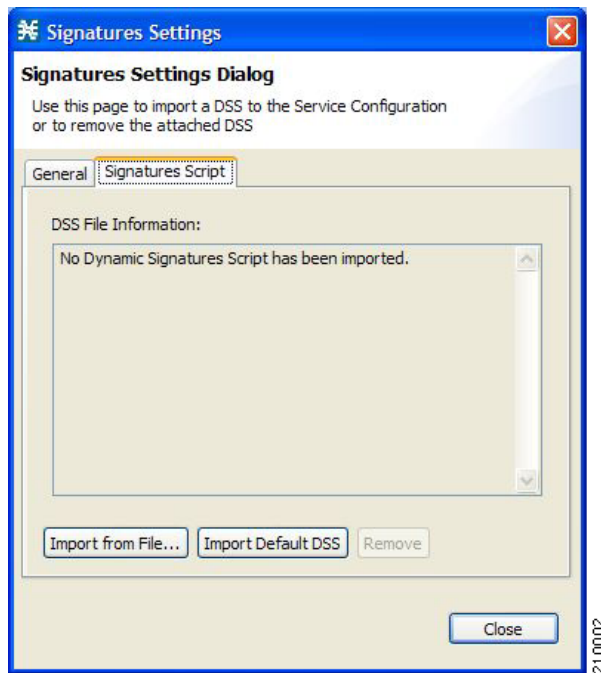 Signatures Settings
Signatures Settings Dialog
Use this page to import a DSS to the Service Configuration
or to remove the attached DSS
General
Signatures Script
DSS File Information:
No Dynamic Signatures Script has been imported.
Import from File...
Import Default DSS
Remove
Close
210002